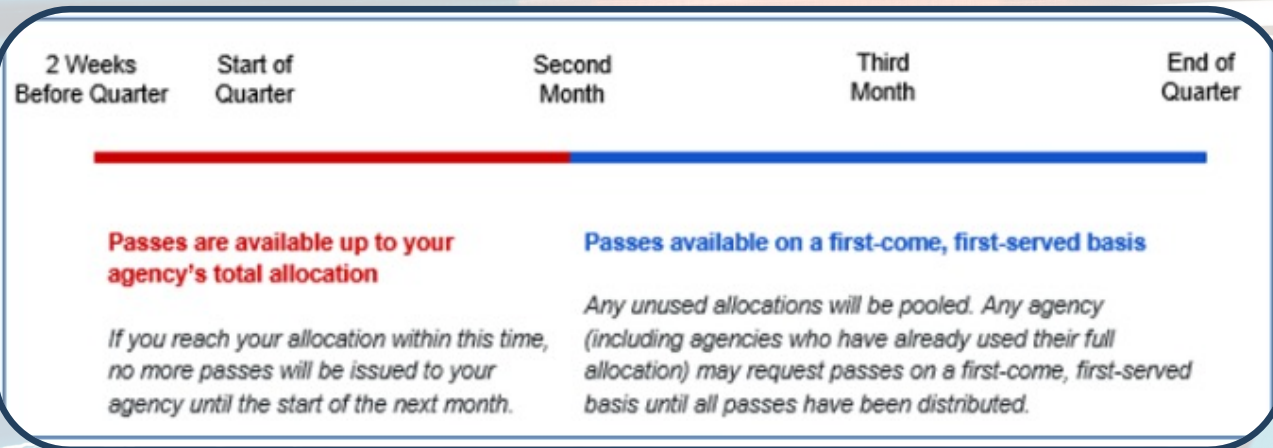 2 Weeks
Before Quarter
Start of
Quarter
Second
Month
Third
Month
End of
Quarter
Passes are available up to your
agency's total allocation
If you reach your allocation within this time,
no more passes will be issued to your
agency until the start of the next month.
Passes available on a first-come, first-served basis
Any unused allocations will be pooled. Any agency
(including agencies who have already used their full
allocation) may request passes on a first-come, first-served
basis until all passes have been distributed.